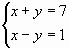 x + y = 7
x − y = 1